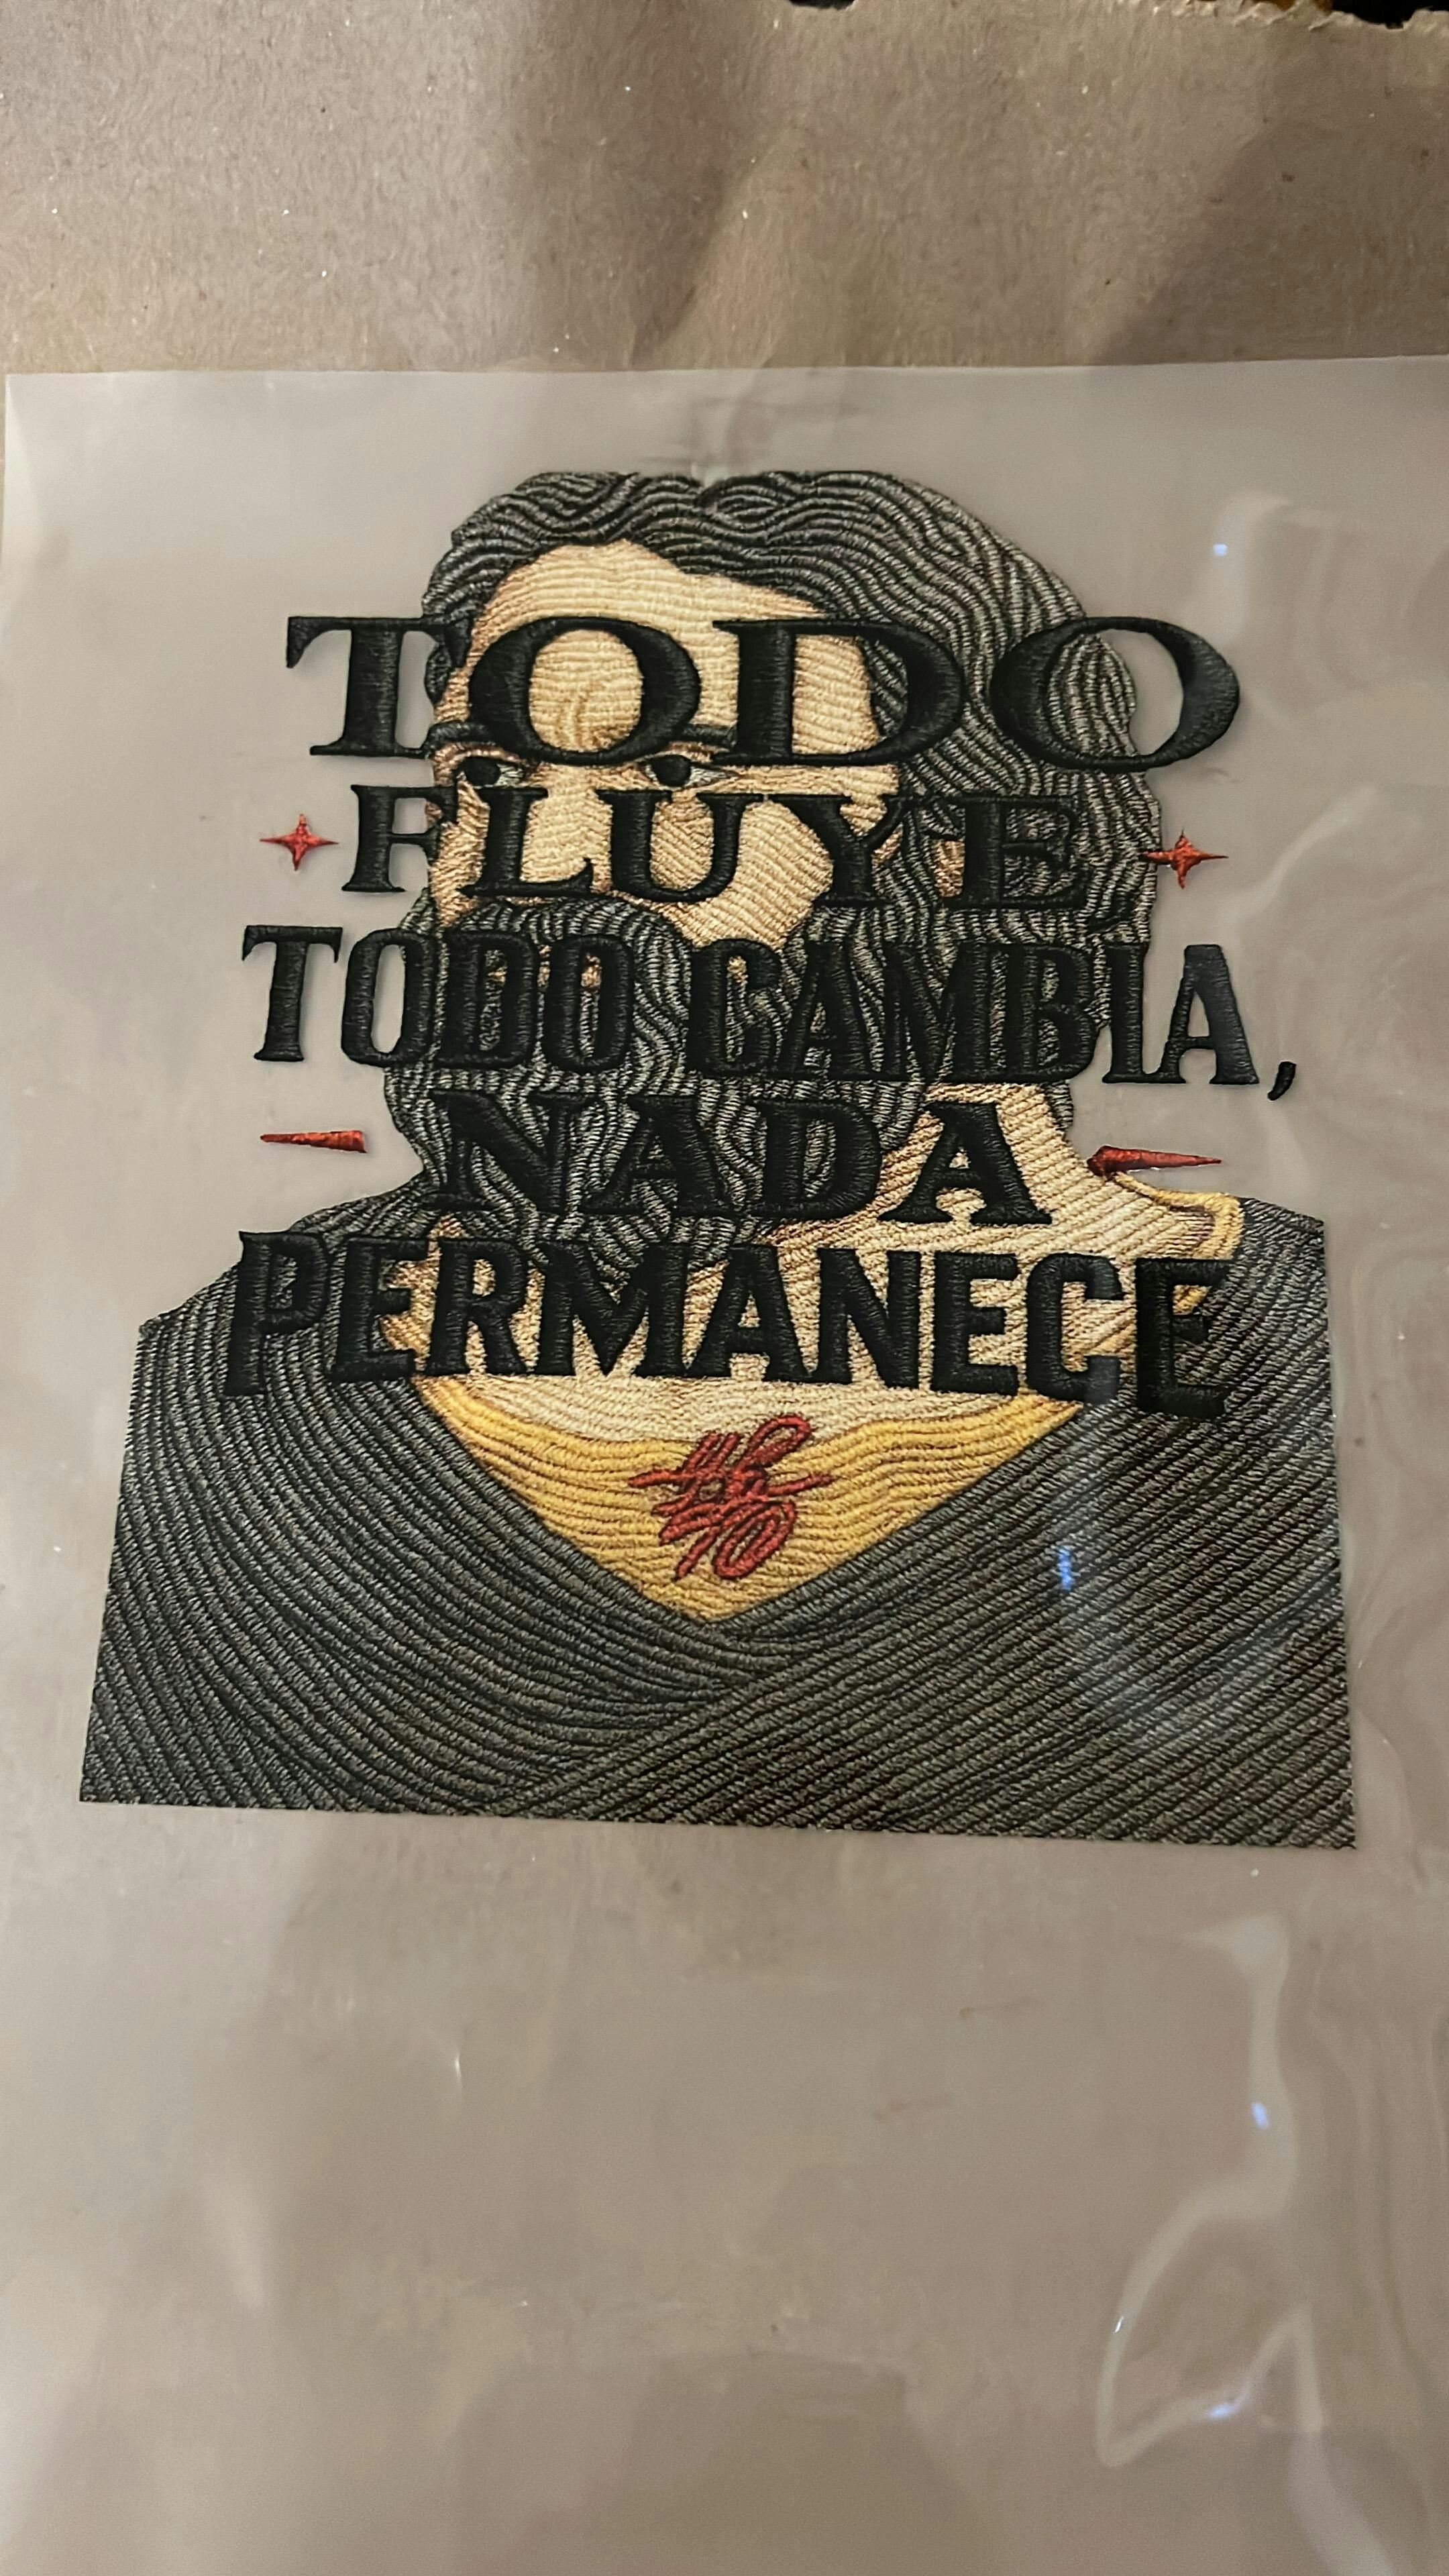 TODO
FLUYE
TODO CAMBIA,
NADA
PERMANECE